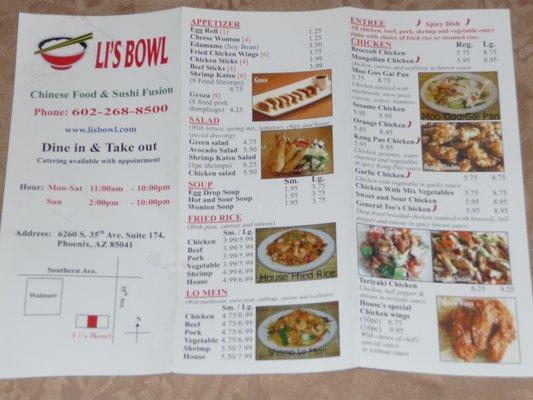 LI'S BOWL
Chinese Food & Sushi Fusion
Phone: 602-268-8500
www.lisbowl.com
Dine in & Take out
Catering available with appointment
Hour: Mon-Sat 11:00am - 10:00pm
Sun 2:00pm - 10:00pm
Address: 6260 S. 35th Ave. Suite 174,
Phoenix, AZ 85041
Southern Ave.
Walmart
35th Ave.
N
Li's Bowl
APPETIZER
Egg Roll [1] 1.25
Cheese Wonton [4] 1.25
Edamame (Soy Bean) 3.50
Fried Chicken Wings [6] 3.75
Chicken Sticks [4] 3.99
Beef Sticks [4] 3.99
Shrimp Katsu [8]
(8 Fried Shrimps)
4.75
Gyoza [8]
(8 fried pork
dumplings) 4.75
Gyoza
SALAD
(With lettuce, spring mix, tomatoes, chips and house
special dressing)
Green salad 4.75
Avocado Salad 5.50
Shrimp Katsu Salad
(8pc shrimps) 6.25
Chicken salad 5.50
SOUP Sm. Lg.
Egg Drop Soup 1.95 3.75
Hot and Sour Soup 1.95 3.75
Wonton Soup 1.95 3.75
FRIED RICE
(With peas, carrots and onions)
Sm. / Lg.
Chicken 3.99/5.99
Beef 3.99/5.99
Pork 3.99/5.99
Vegetable 3.99/5.99
Shrimp 4.99/6.99
House 4.99/6.99
House Fried Rice
LO MEIN
(With mushroom, snow peas, cabbage, onions and scallions)
Sm. / Lg.
Chicken 4.75/6.99
Beef 4.75/6.99
Pork 4.75/6.99
Vegetable 4.75/6.99
Shrimp 5.50/7.99
House 5.50/7.99
Shrimp Lo Mein
ENTREE Spicy Dish
All chicken, beef, pork, shrimp and vegetable entry
come with choice of fried rice or steamed rice.
CHICKEN Reg. Lg.
Broccoli Chicken 5.75 8.75
Mongolian Chicken 5.95 8.95
Chicken, onions and scallions in brown sauce
Moo Goo Gai Pan
5.75 8.75
Chicken sautéed with
mushroom, snow peas,
carrots, celery, bamboo
Moo Goo Gai Pan
Sesame Chicken
5.95 8.95
Orange Chicken
5.45 8.45
Kong Pao Chicken
5.95 8.95
Chicken, peanuts, water
chestnut and vegetables
in spicy Kung Pao sauce
Garlic Chicken 5.75 8.75
Chicken with vegetable in garlic sauce
Chicken With Mix Vegetables 5.75 8.75
Sweet and Sour Chicken 5.95 8.95
General Tso's Chicken 5.95 8.95
Deep fried breaded chicken sautéed with broccoli, bell
peppers and onions in spicy brown sauce
Teriyaki Chicken 6.25 9.25
Chicken, bell pepper &
onions in teriyaki sauce
House's special
Chicken wings
(10pc) 6.75
(16pc) 9.95
With choice of chef's
special sauce
or without sauce